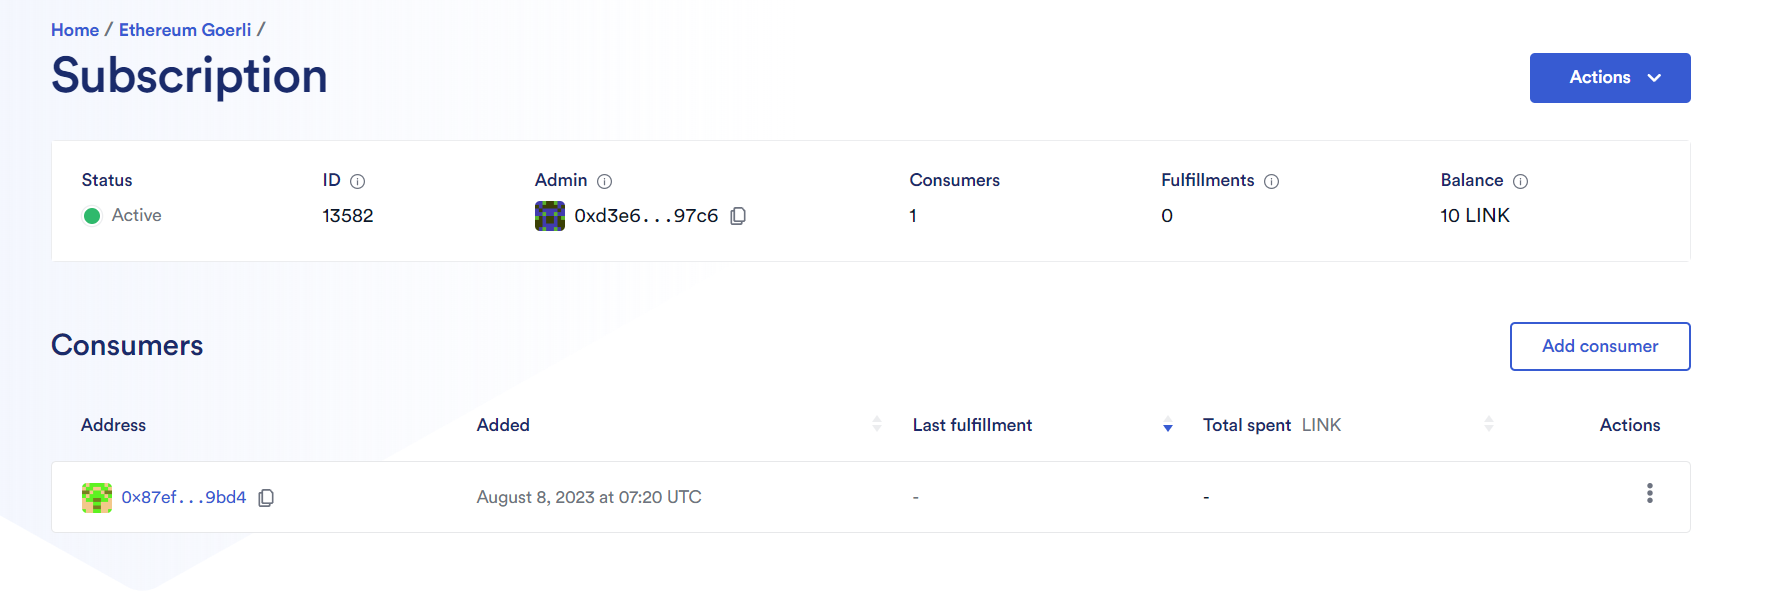 Home / Ethereum Goerli /
Subscription
Actions
Status ID Admin Consumers Fulfillments Balance
Active 13582 0xd3e6...97c6 1 0 10 LINK
Consumers
Add consumer
Address Added Last fulfillment Total spent LINK Actions
0x87ef...9bd4 August 8, 2023 at 07:20 UTC - -